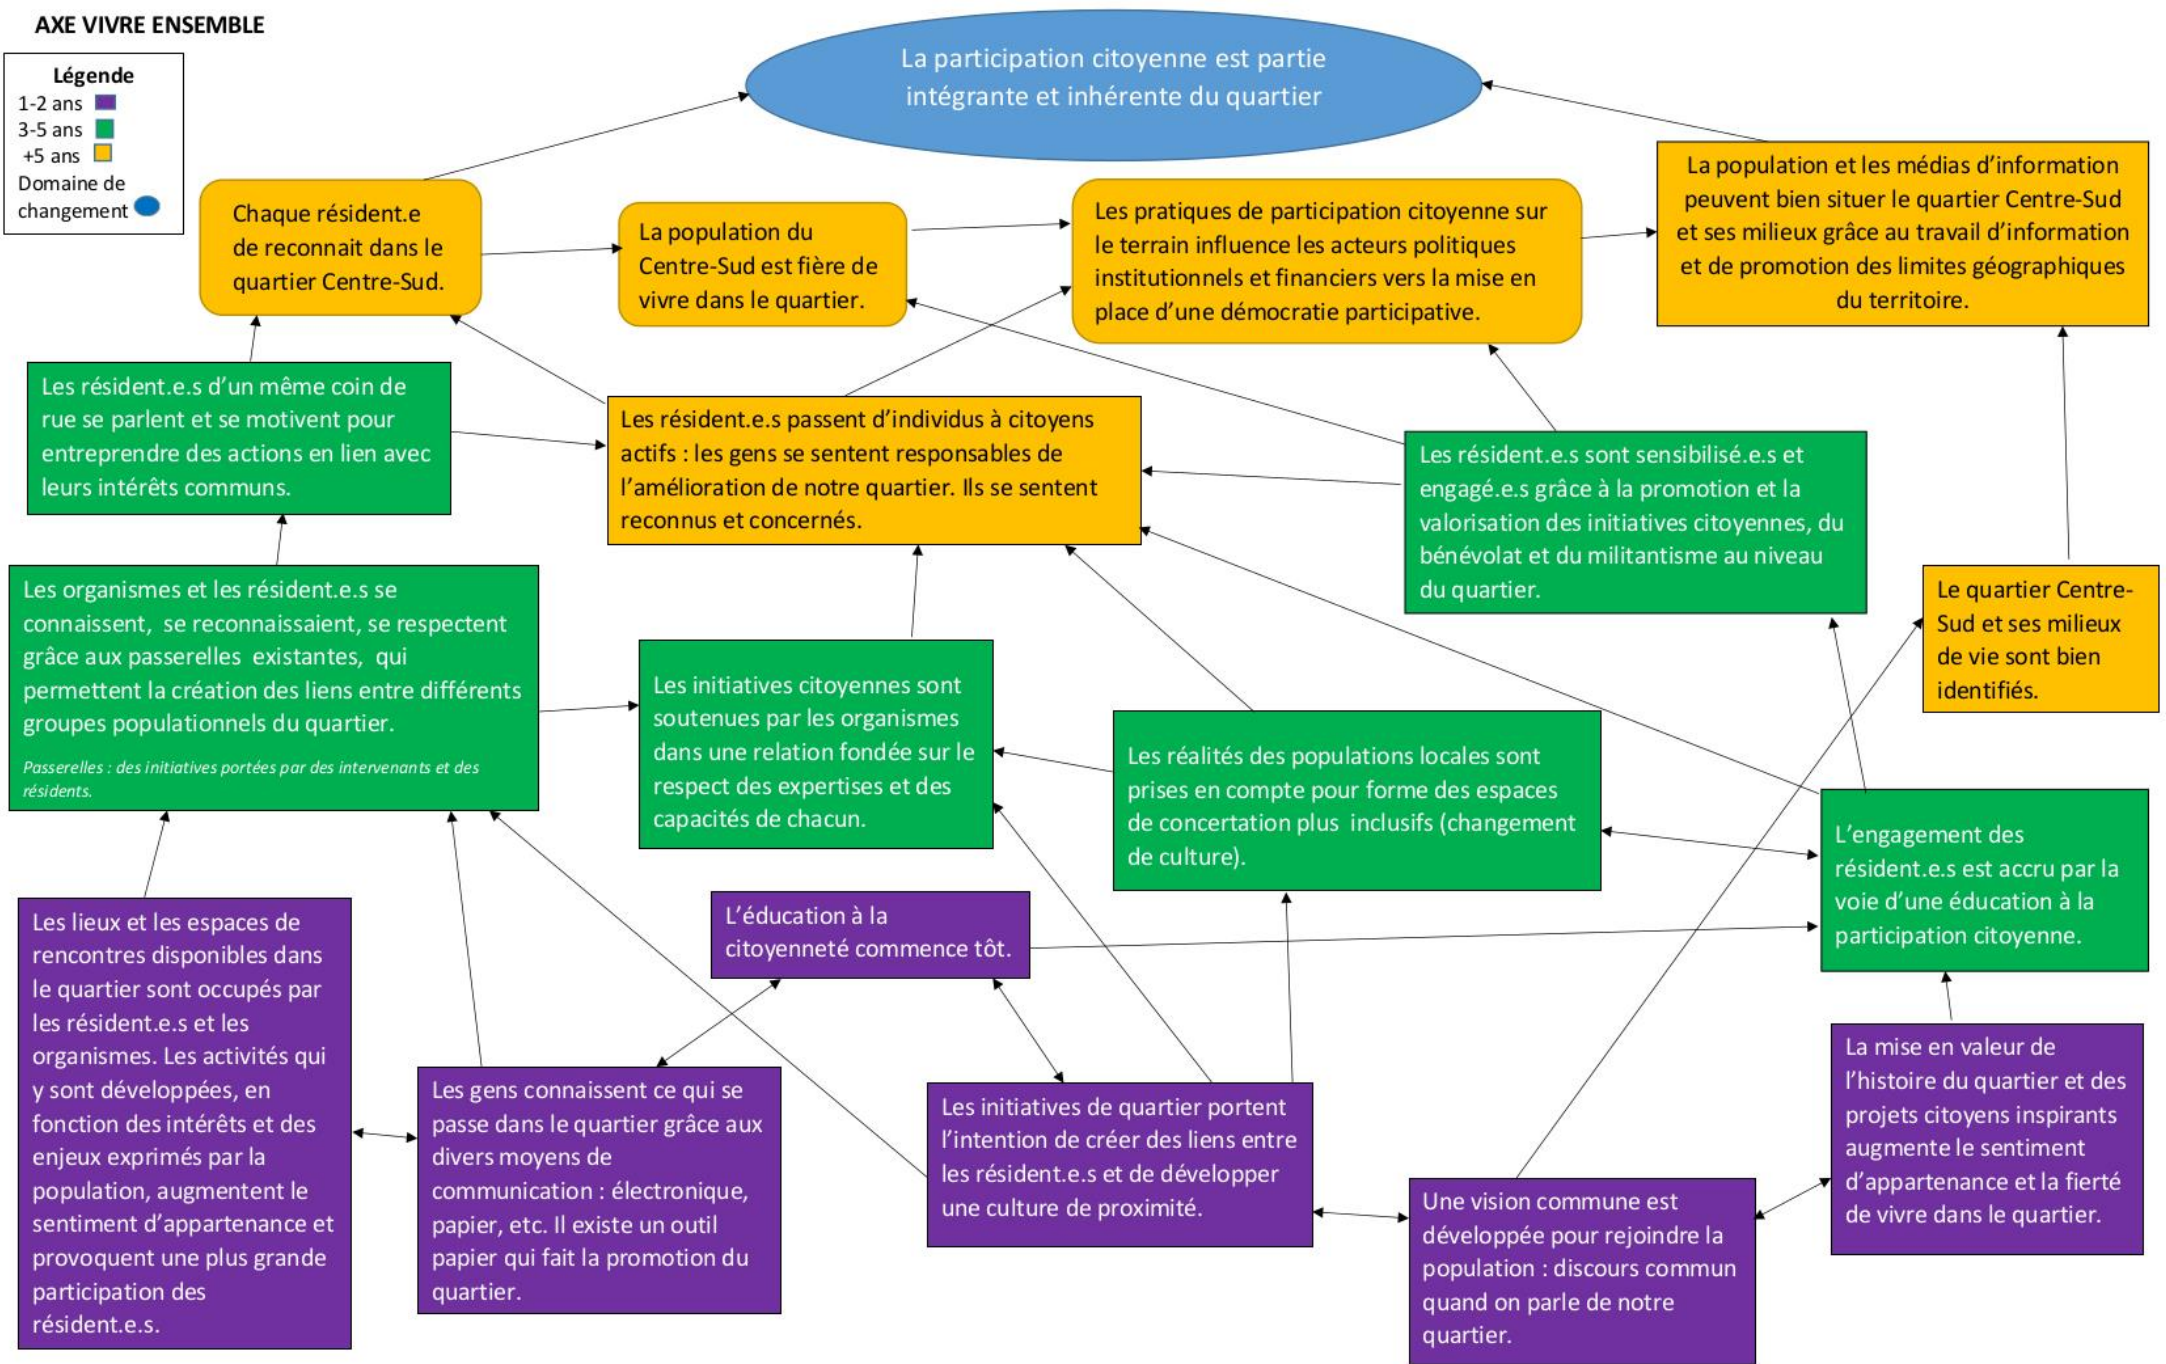 AXE VIVRE ENSEMBLE
Légende
1-2 ans
3-5 ans
+5 ans
Domaine de
changement
La participation citoyenne est partie
intégrante et inhérente du quartier
Chaque résident.e
de reconnait dans le
quartier Centre-Sud.
La population du
Centre-Sud est fière de
vivre dans le quartier.
Les pratiques de participation citoyenne sur
le terrain influence les acteurs politiques
institutionnels et financiers vers la mise en
place d’une démocratie participative.
La population et les médias d’information
peuvent bien situer le quartier Centre-Sud
et ses milieux grâce au travail d’information
et de promotion des limites géographiques
du territoire.
Les résident.e.s d’un même coin de
rue se parlent et se motivent pour
entreprendre des actions en lien avec
leurs intérêts communs.
Les résident.e.s passent d’individus à citoyens
actifs : les gens se sentent responsables de
l’amélioration de notre quartier. Ils se sentent
reconnus et concernés.
Les résident.e.s sont sensibilisé.e.s et
engagé.e.s grâce à la promotion et la
valorisation des initiatives citoyennes, du
bénévolat et du militantisme au niveau
du quartier.
Le quartier Centre-
Sud et ses milieux
de vie sont bien
identifiés.
Les organismes et les résident.e.s se
connaissent, se reconnaissaient, se respectent
grâce aux passerelles existantes, qui
permettent la création des liens entre différents
groupes populationnels du quartier.
Passerelles : des initiatives portées par des intervenants et des
résidents.
Les initiatives citoyennes sont
soutenues par les organismes
dans une relation fondée sur le
respect des expertises et des
capacités de chacun.
Les réalités des populations locales sont
prises en compte pour forme des espaces
de concertation plus inclusifs (changement
de culture).
L’engagement des
résident.e.s est accru par la
voie d’une éducation à la
participation citoyenne.
Les lieux et les espaces de
rencontres disponibles dans
le quartier sont occupés par
les résident.e.s et les
organismes. Les activités qui
y sont développées, en
fonction des intérêts et des
enjeux exprimés par la
population, augmentent le
sentiment d’appartenance et
provoquent une plus grande
participation des
résident.e.s.
L’éducation à la
citoyenneté commence tôt.
Les gens connaissent ce qui se
passe dans le quartier grâce aux
divers moyens de
communication : électronique,
papier, etc. Il existe un outil
papier qui fait la promotion du
quartier.
Les initiatives de quartier portent
l’intention de créer des liens entre
les résident.e.s et de développer
une culture de proximité.
Une vision commune est
développée pour rejoindre la
population : discours commun
quand on parle de notre
quartier.
La mise en valeur de
l’histoire du quartier et des
projets citoyens inspirants
augmente le sentiment
d’appartenance et la fierté
de vivre dans le quartier.